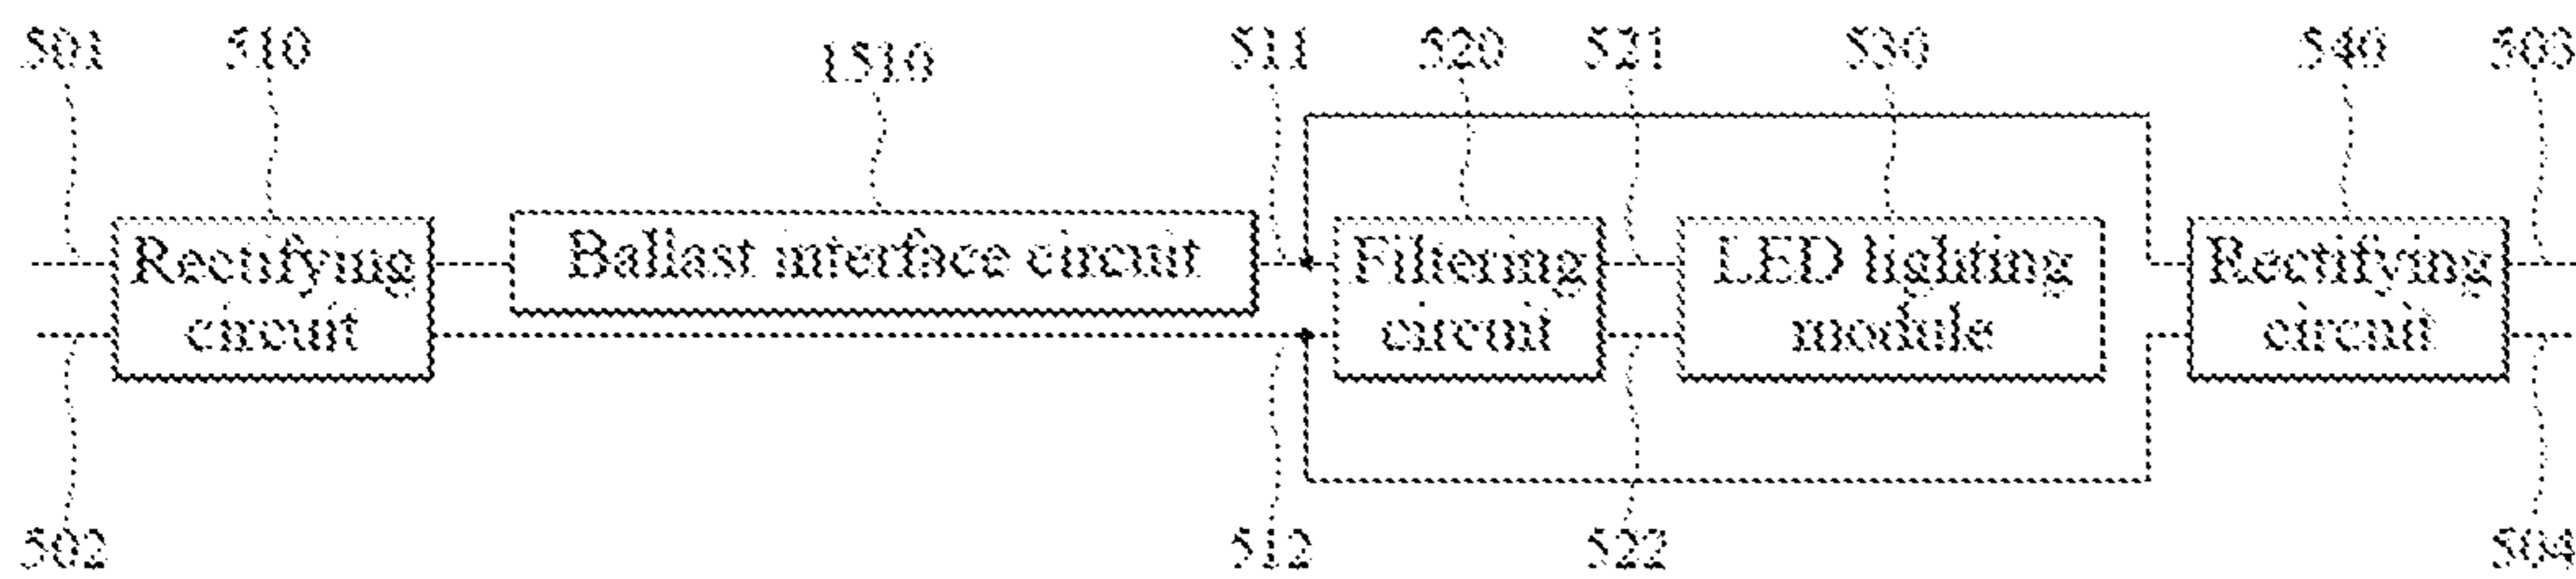 501 510 1510 511 520 521 530 540 503
Rectifying circuit
Ballast interface circuit
Filtering circuit
LED lighting module
Rectifying circuit
502 512 522 504